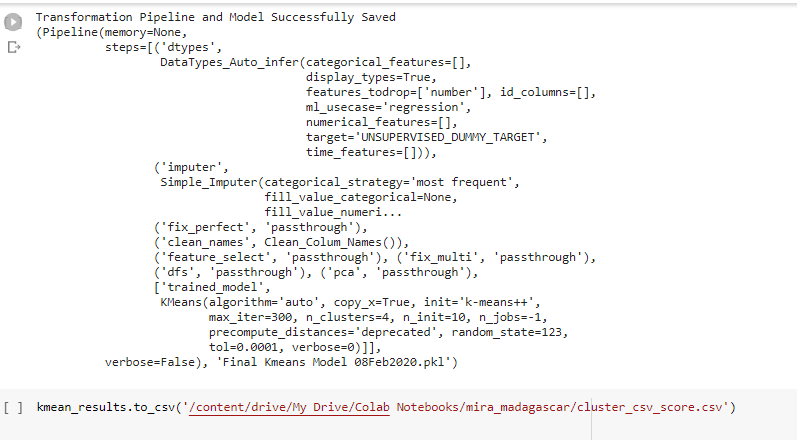 Transformation Pipeline and Model Successfully Saved
(Pipeline(memory=None,
         steps=[('dtypes',
                 DataTypes_Auto_infer(categorical_features=[],
                                      display_types=True,
                                      features_todrop=['number'], id_columns=[],
                                      ml_usecase='regression',
                                      numerical_features=[],
                                      target='UNSUPERVISED_DUMMY_TARGET',
                                      time_features=[])),
                ('imputer',
                 Simple_Imputer(categorical_strategy='most frequent',
                                fill_value_categorical=None,
                                fill_value_numeri...
                ('fix_perfect', 'passthrough'),
                ('clean_names', Clean_Colum_Names()),
                ('feature_select', 'passthrough'), ('fix_multi', 'passthrough'),
                ('dfs', 'passthrough'), ('pca', 'passthrough'),
                ['trained_model',
                 KMeans(algorithm='auto', copy_x=True, init='k-means++',
                        max_iter=300, n_clusters=4, n_init=10, n_jobs=-1,
                        precompute_distances='deprecated', random_state=123,
                        tol=0.0001, verbose=0)]],
         verbose=False), 'Final Kmeans Model 08Feb2020.pkl')
[ ] kmean_results.to_csv('/content/drive/My Drive/Colab Notebooks/mira_madagascar/cluster_csv_score.csv')